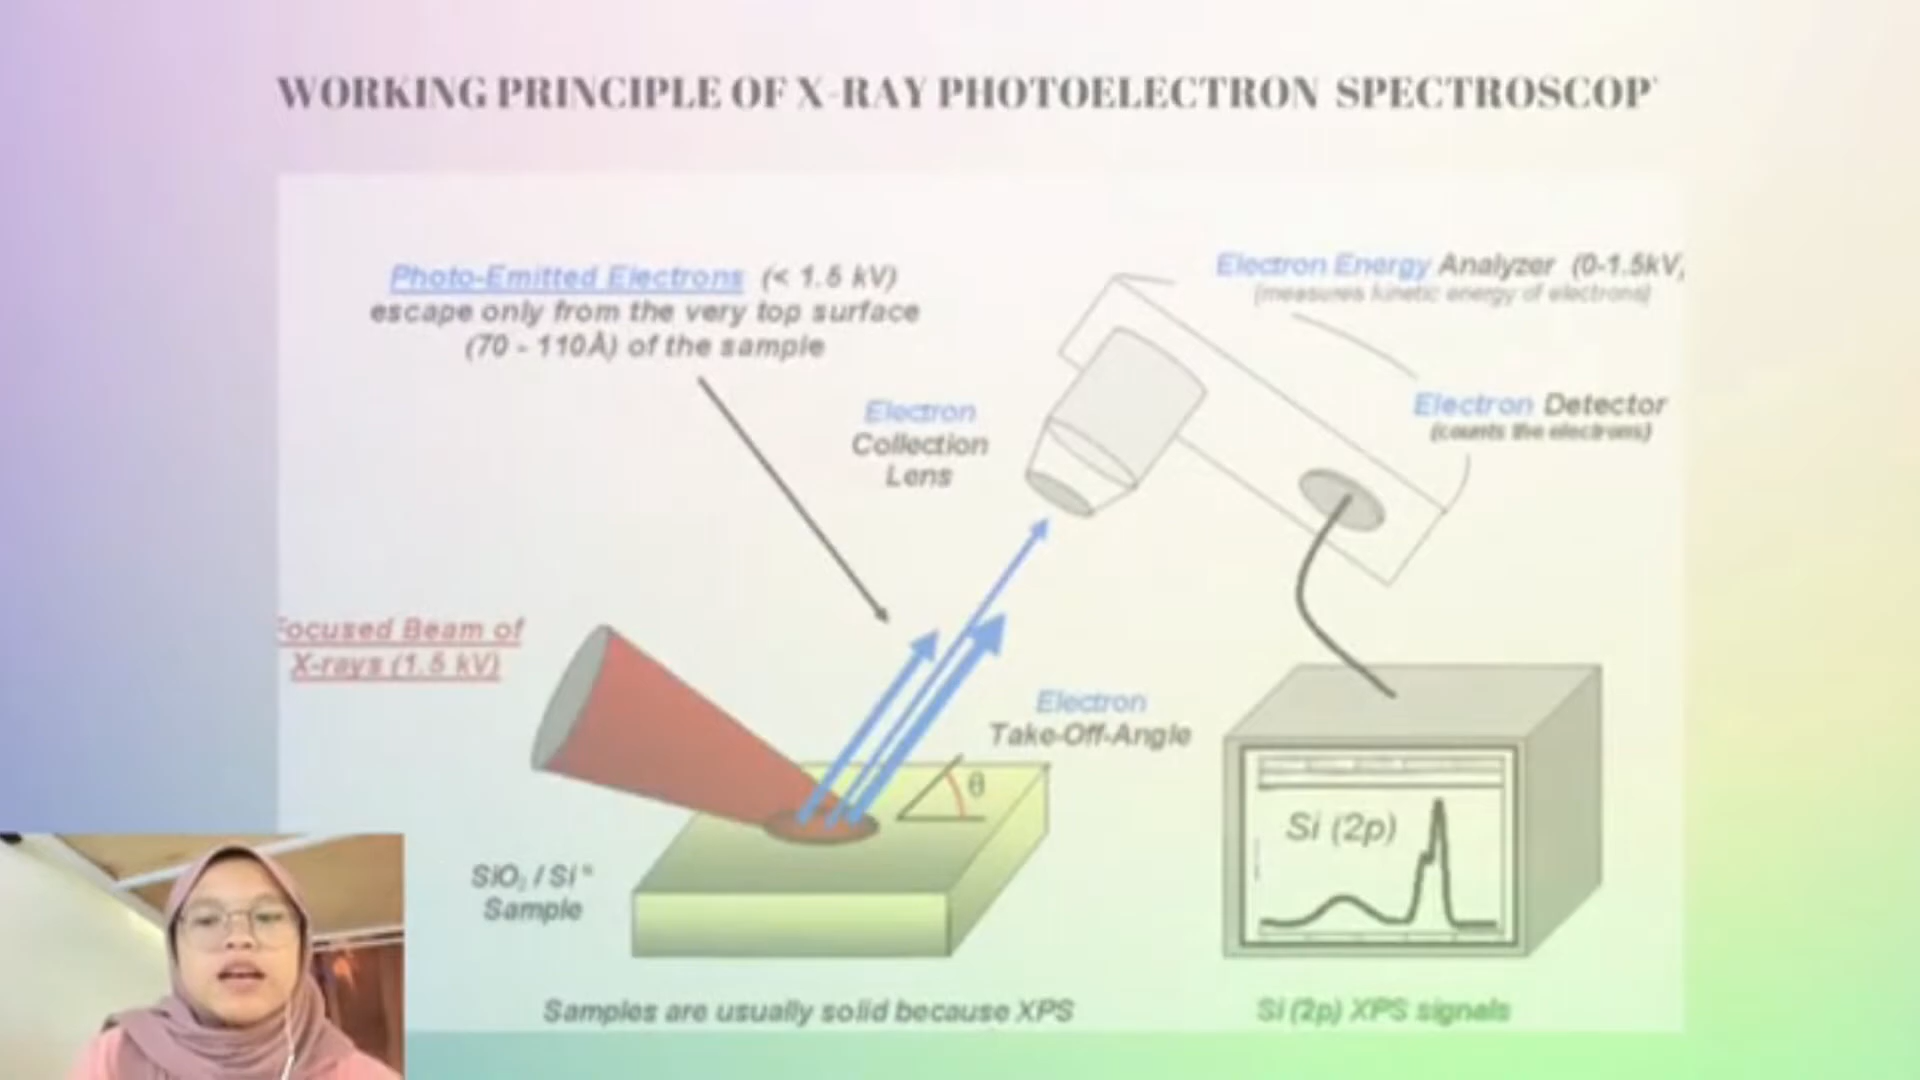 WORKING PRINCIPLE OF X-RAY PHOTOELECTRON SPECTROSCOP
Photo-Emitted Electrons (< 1.5 kV)
escape only from the very top surface
(70 - 110Å) of the sample
Electron Energy Analyzer (0-1.5kV)
(measures kinetic energy of electrons)
Electron
Collection
Lens
Electron Detector
(counts the electrons)
Focused Beam of
X-rays (1.5 kV)
Electron
Take-Off-Angle
θ
Si (2p)
SiO₂ / Si°
Sample
Samples are usually solid because XPS
Si (2p) XPS signals